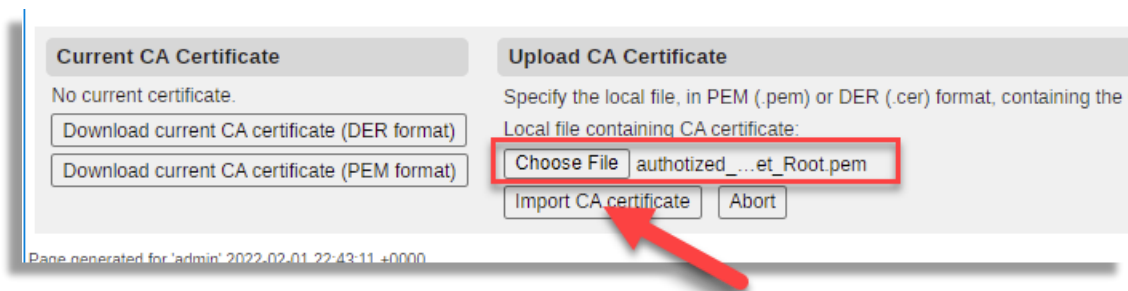 Current CA Certificate
No current certificate.
Download current CA certificate (DER format)
Download current CA certificate (PEM format)
Upload CA Certificate
Specify the local file, in PEM (.pem) or DER (.cer) format, containing the
Local file containing CA certificate:
Choose File authotized_...et_Root.pem
Import CA certificate Abort
Page generated for 'admin' 2022-02-01 22:43:11 +0000